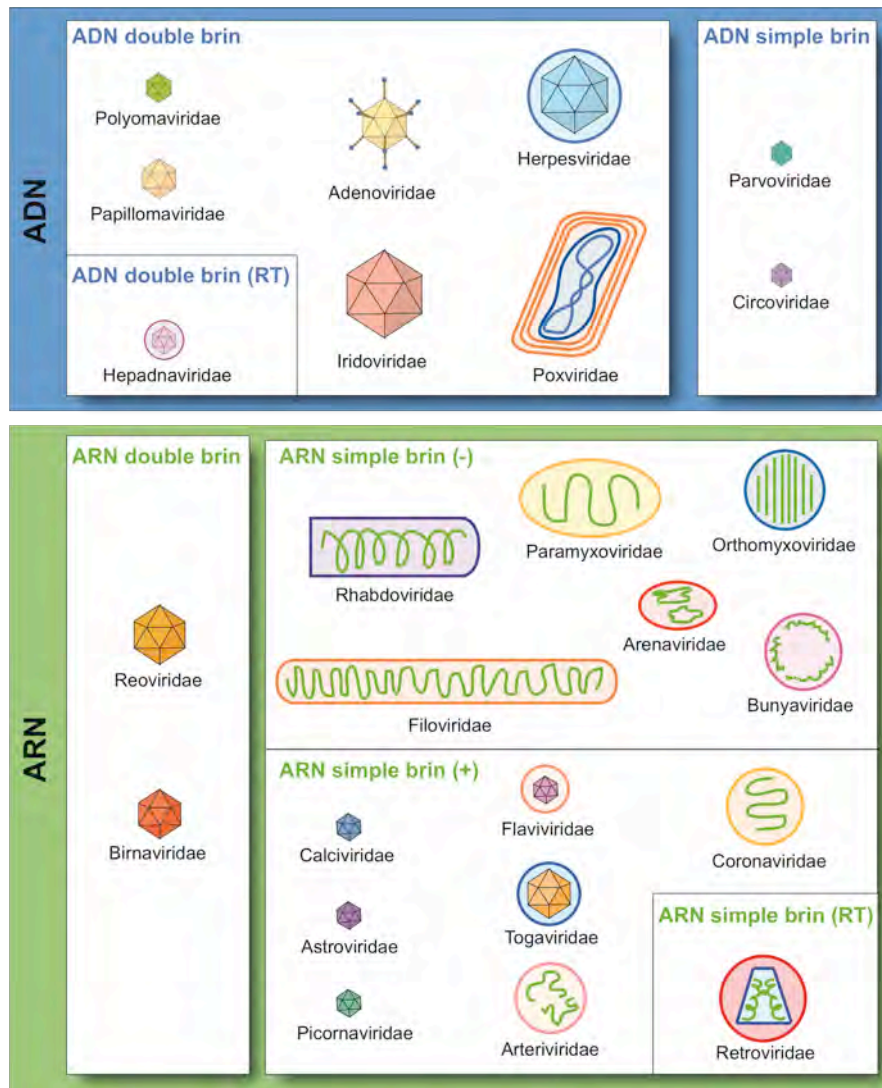 ADN
ADN double brin
Polyomaviridae
Papillomaviridae
Adenoviridae
Herpesviridae
ADN double brin (RT)
Hepadnaviridae
Iridoviridae
Poxviridae
ADN simple brin
Parvoviridae
Circoviridae
ARN
ARN double brin
Reoviridae
Birnaviridae
ARN simple brin (-)
Rhabdoviridae
Paramyxoviridae
Orthomyxoviridae
Arenaviridae
Bunyaviridae
Filoviridae
ARN simple brin (+)
Calciviridae
Flaviviridae
Coronaviridae
Astroviridae
Togaviridae
Picornaviridae
Arteriviridae
ARN simple brin (RT)
Retroviridae